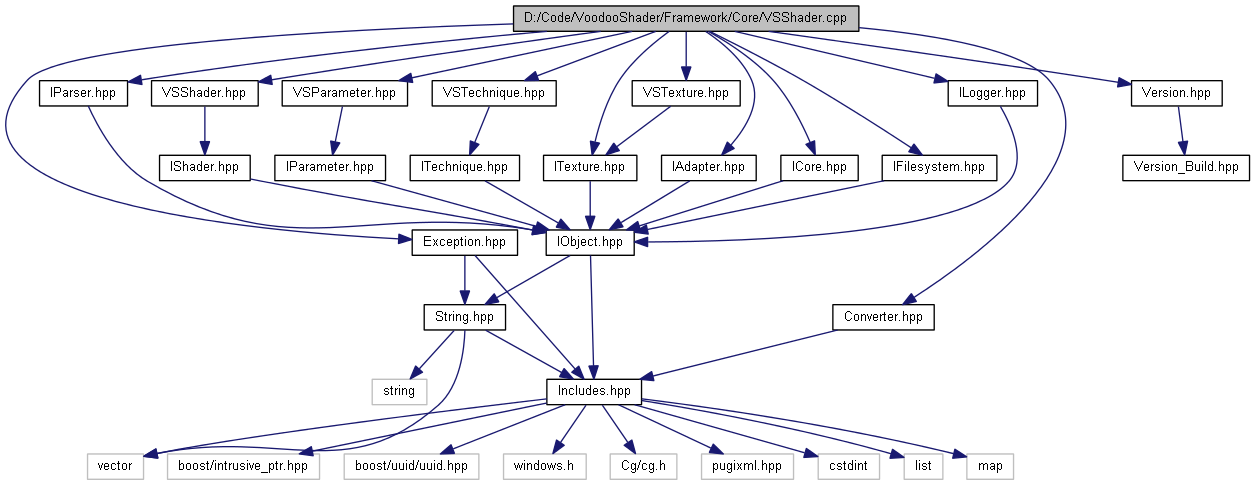 D:/Code/VoodooShader/Framework/Core/VSShader.cpp
IParser.hpp
VSShader.hpp
VSParameter.hpp
VSTechnique.hpp
VSTexture.hpp
ILogger.hpp
Version.hpp
IShader.hpp
IParameter.hpp
ITechnique.hpp
ITexture.hpp
IAdapter.hpp
ICore.hpp
IFilesystem.hpp
Version_Build.hpp
Exception.hpp
IObject.hpp
String.hpp
Converter.hpp
string
Includes.hpp
vector
boost/intrusive_ptr.hpp
boost/uuid/uuid.hpp
windows.h
Cg/cg.h
pugixml.hpp
cstdint
list
map